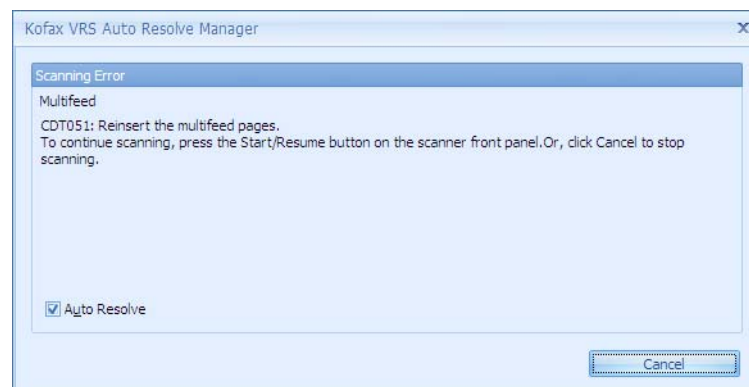 Kofax VRS Auto Resolve Manager
Scanning Error
Multifeed
CDT051: Reinsert the multifeed pages.
To continue scanning, press the Start/Resume button on the scanner front panel.Or, click Cancel to stop
scanning.
Auto Resolve
Cancel